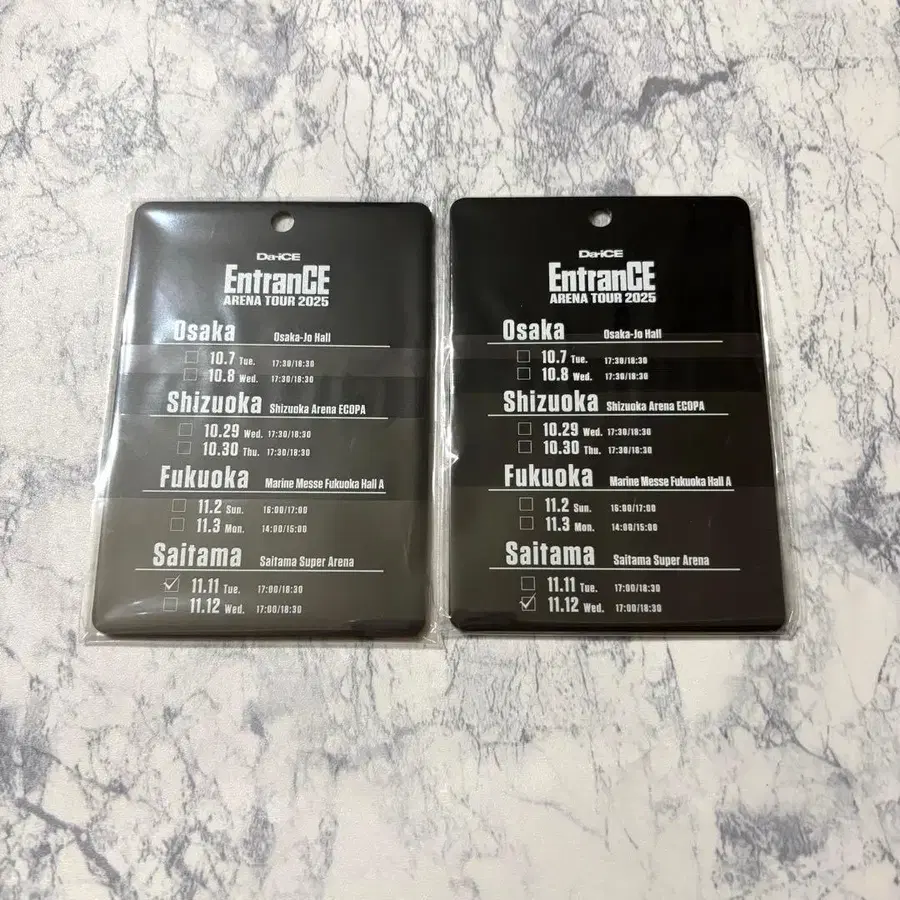 Da-iCE
EntranCE
ARENA TOUR 2025
Osaka Osaka-Jo Hall
☐ 10.7 Tue. 17:30/18:30
☐ 10.8 Wed. 17:30/18:30
Shizuoka Shizuoka Arena ECOPA
☐ 10.29 Wed. 17:30/18:30
☐ 10.30 Thu. 17:30/18:30
Fukuoka Marine Messe Fukuoka Hall A
☐ 11.2 Sun. 16:00/17:00
☐ 11.3 Mon. 14:00/15:00
Saitama Saitama Super Arena
☑ 11.11 Tue. 17:00/18:30
☐ 11.12 Wed. 17:00/18:30
Da-iCE
EntranCE
ARENA TOUR 2025
Osaka Osaka-Jo Hall
☐ 10.7 Tue. 17:30/18:30
☐ 10.8 Wed. 17:30/18:30
Shizuoka Shizuoka Arena ECOPA
☐ 10.29 Wed. 17:30/18:30
☐ 10.30 Thu. 17:30/18:30
Fukuoka Marine Messe Fukuoka Hall A
☐ 11.2 Sun. 16:00/17:00
☐ 11.3 Mon. 14:00/15:00
Saitama Saitama Super Arena
☐ 11.11 Tue. 17:00/18:30
☑ 11.12 Wed. 17:00/18:30